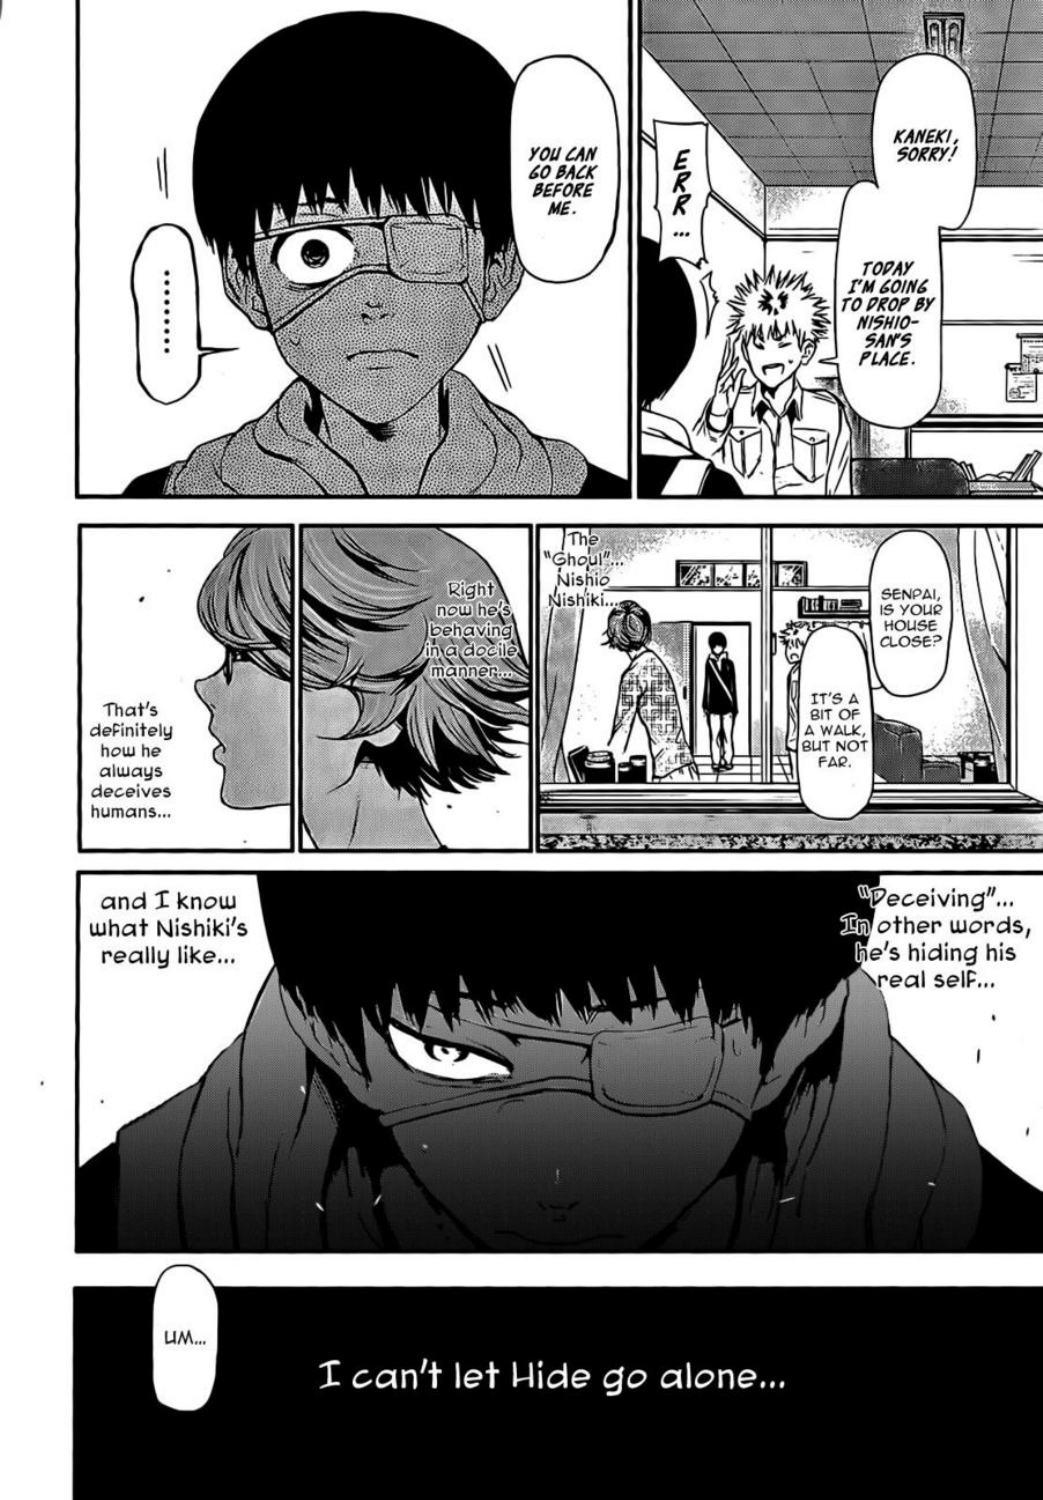 KANEKI,
SORRY!
ERR...
TODAY
I'M GOING
TO DROP BY
NISHIO-
SAN'S
PLACE.
YOU CAN
GO BACK
BEFORE
ME.
.........
SENPAI,
IS YOUR
HOUSE
CLOSE?
IT'S A
BIT OF
A WALK,
BUT NOT
FAR.
The
"Ghoul"...
Nishio
Nishiki...
Right
now he's
behaving
in a docile
manner...
That's
definitely
how he
always
deceives
humans...
"Deceiving"...
In other words,
he's hiding his
real self...
and I know
what Nishiki's
really like...
I can't let Hide go alone...
UM...